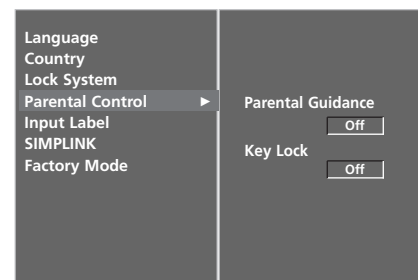 Language
Country
Lock System
Parental Control ►
Input Label
SIMPLINK
Factory Mode
Parental Guidance
Off
Key Lock
Off